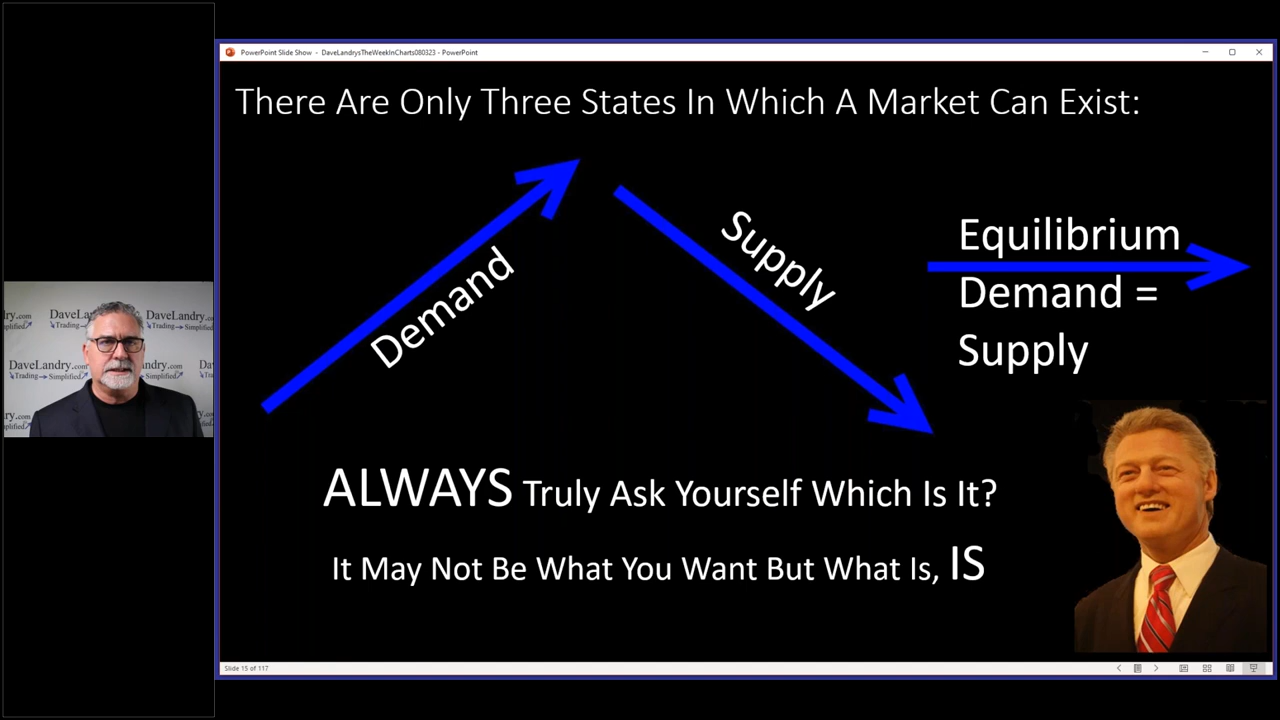 PowerPoint Slide Show - DaveLandrysTheWeekInCharts080323 - PowerPoint
There Are Only Three States In Which A Market Can Exist:
Demand
Supply
Equilibrium
Demand =
Supply
ALWAYS Truly Ask Yourself Which Is It?
It May Not Be What You Want But What Is, IS
DaveLandry.com
Trading Simplified
Slide 15 of 117